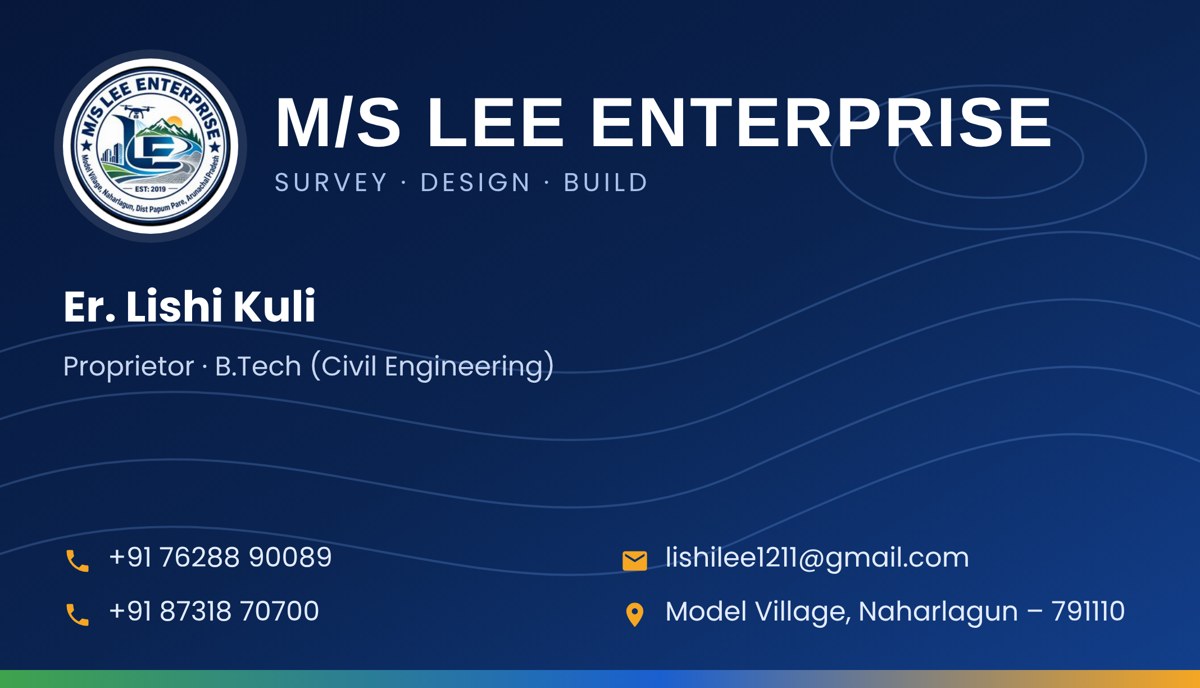 M/S LEE ENTERPRISE
LE
EST: 2019
Model Village, Naharlagun, Dist Papum Pare, Arunachal Pradesh
M/S LEE ENTERPRISE
SURVEY · DESIGN · BUILD
Er. Lishi Kuli
Proprietor · B.Tech (Civil Engineering)
+91 76288 90089
lishilee1211@gmail.com
+91 87318 70700
Model Village, Naharlagun – 791110